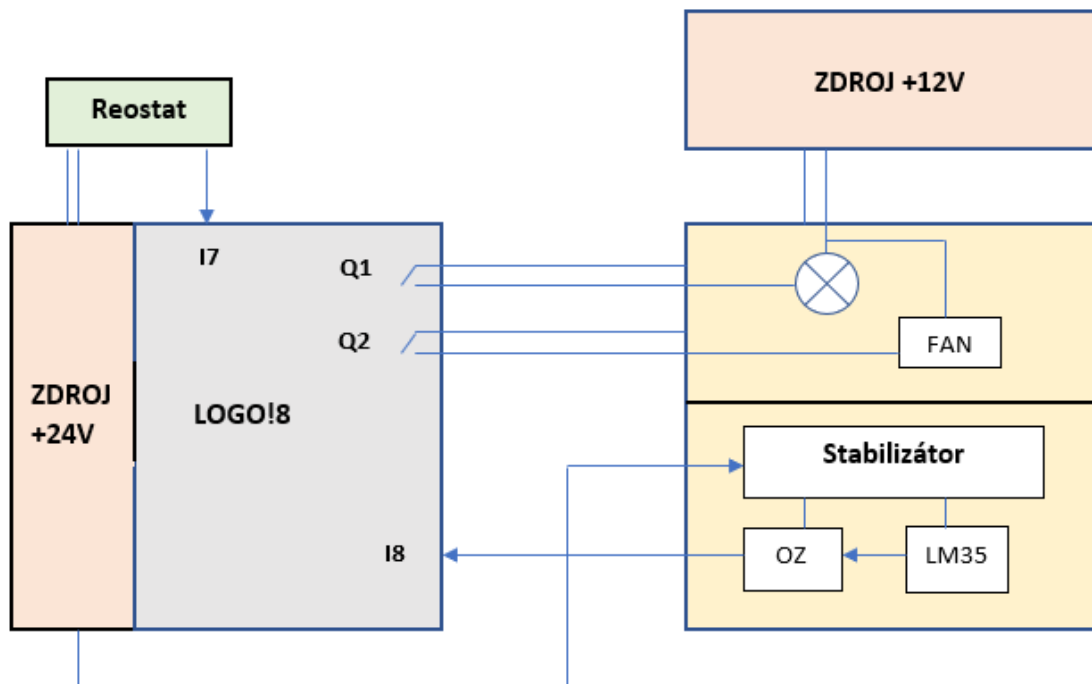 ZDROJ +12V
Reostat
I7
Q1
Q2
FAN
ZDROJ
+24V
LOGO!8
Stabilizátor
I8
OZ
LM35